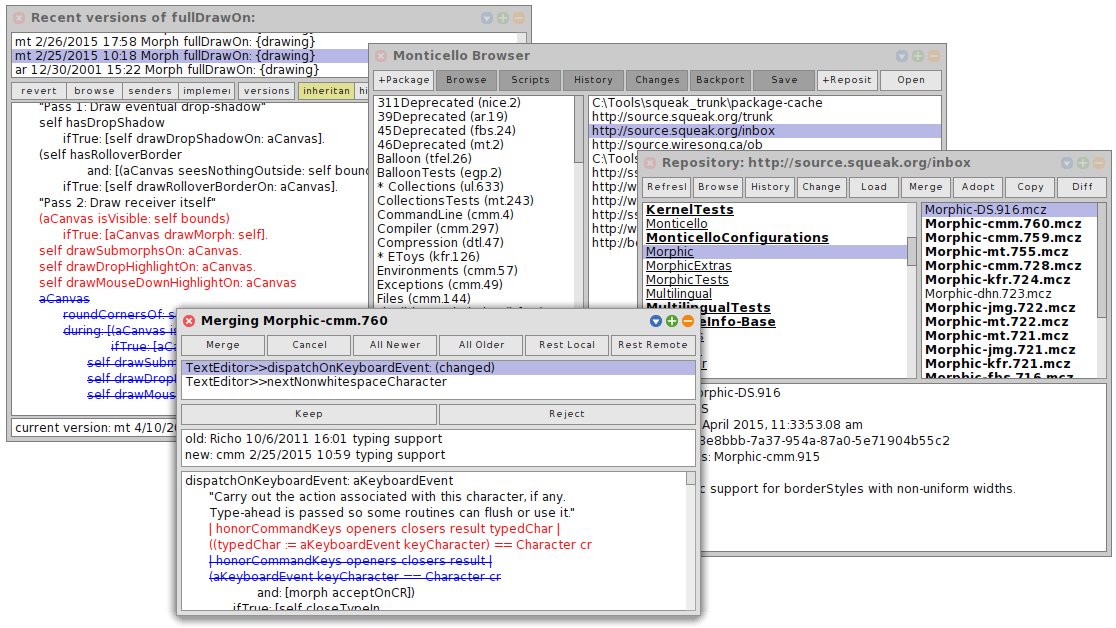 Recent versions of fullDrawOn:
mt 2/26/2015 17:58 Morph fullDrawOn: {drawing}
mt 2/25/2015 10:18 Morph fullDrawOn: {drawing}
ar 12/30/2001 15:22 Morph fullDrawOn: {drawing}
revert browse senders implemen versions inheritan hi
"Pass 1: Draw eventual drop-shadow"
self hasDropShadow
ifTrue: [self drawDropShadowOn: aCanvas].
(self hasRolloverBorder
and: [(aCanvas seesNothingOutside: self boun
ifTrue: [self drawRolloverBorderOn: aCanvas].
"Pass 2: Draw receiver itself"
(aCanvas isVisible: self bounds)
ifTrue: [aCanvas drawMorph: self].
self drawSubmorphsOn: aCanvas.
self drawDropHighlightOn: aCanvas.
self drawMouseDownHighlightOn: aCanvas
aCanvas
roundCornersOf: s
during: [(aCanvas is
ifTrue: [aCa
self drawSubm
self drawDropH
self drawMous
current version: mt 4/10/20
Monticello Browser
+Package Browse Scripts History Changes Backport Save +Reposit Open
311Deprecated (nice.2)
39Deprecated (ar.19)
45Deprecated (fbs.24)
46Deprecated (mt.2)
Balloon (tfel.26)
BalloonTests (egp.2)
* Collections (ul.633)
CollectionsTests (mt.243)
CommandLine (cmm.4)
Compiler (cmm.297)
Compression (dtl.47)
* EToys (kfr.126)
Environments (cmm.57)
Exceptions (cmm.49)
Files (cmm.144)
C:\Tools\squeak_trunk\package-cache
http://source.squeak.org/trunk
http://source.squeak.org/inbox
http://source.wiresong.ca/ob
C:\Tools
http://ss
http://w
http://w
http://ss
http://w
http://bo
Repository: http://source.squeak.org/inbox
Refresl Browse History Change Load Merge Adopt Copy Diff
KernelTests
Monticello
MonticelloConfigurations
Morphic
MorphicExtras
MorphicTests
Multilingual
MultilingualTests
eInfo-Base
s
r
Morphic-DS.916.mcz
Morphic-cmm.760.mcz
Morphic-cmm.759.mcz
Morphic-mt.755.mcz
Morphic-cmm.728.mcz
Morphic-kfr.724.mcz
Morphic-dhn.723.mcz
Morphic-jmg.722.mcz
Morphic-mt.722.mcz
Morphic-mt.721.mcz
Morphic-jmg.721.mcz
Morphic-kfr.721.mcz
Morphic-fbs.716.mcz
orphic-DS.916
S
April 2015, 11:33:53.08 am
8e8bbb-7a37-954a-87a0-5e71904b55c2
s: Morphic-cmm.915
c support for borderStyles with non-uniform widths.
Merging Morphic-cmm.760
Merge Cancel All Newer All Older Rest Local Rest Remote
TextEditor>>dispatchOnKeyboardEvent: (changed)
TextEditor>>nextNonwhitespaceCharacter
Keep Reject
old: Richo 10/6/2011 16:01 typing support
new: cmm 2/25/2015 10:59 typing support
dispatchOnKeyboardEvent: aKeyboardEvent
"Carry out the action associated with this character, if any.
Type-ahead is passed so some routines can flush or use it."
| honorCommandKeys openers closers result typedChar |
((typedChar := aKeyboardEvent keyCharacter) == Character cr
| honorCommandKeys openers closers result |
(aKeyboardEvent keyCharacter == Character cr
and: [morph acceptOnCR])
ifTrue: [self closeTypeIn